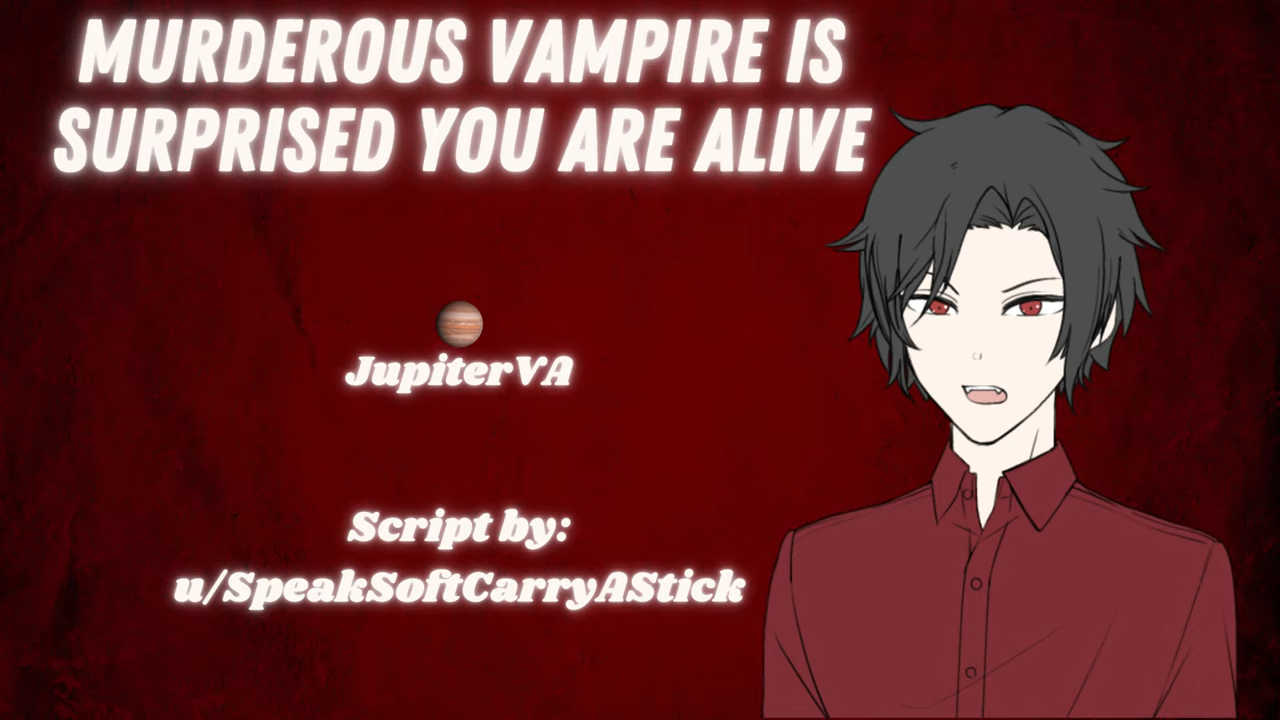 MURDEROUS VAMPIRE IS
SURPRISED YOU ARE ALIVE
JupiterVA
Script by:
u/SpeakSoftCarryAStick